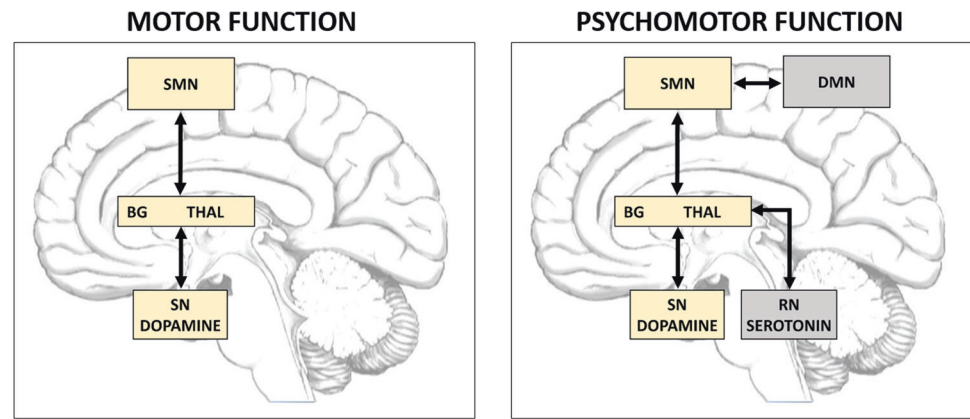 MOTOR FUNCTION
SMN
BG THAL
SN
DOPAMINE
PSYCHOMOTOR FUNCTION
SMN
DMN
BG THAL
SN
DOPAMINE
RN
SEROTONIN